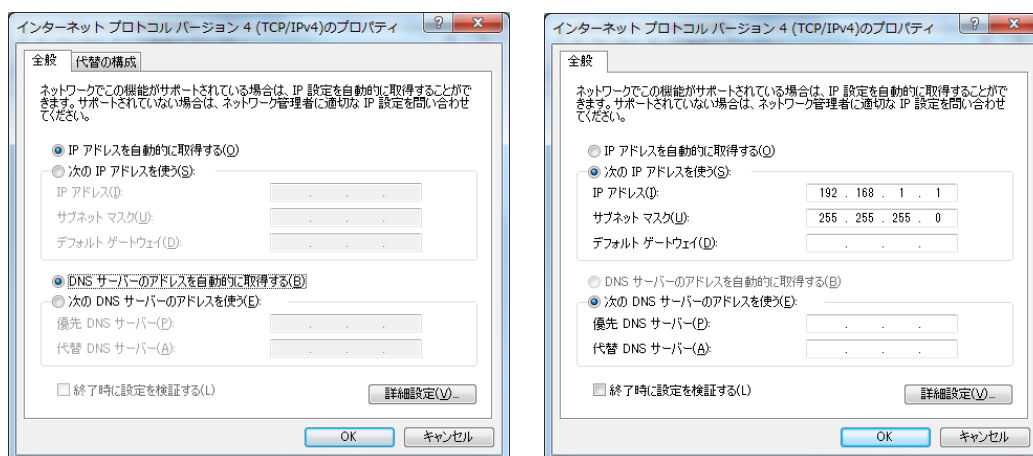 インターネット プロトコル バージョン 4 (TCP/IPv4)のプロパティ
全般
代替の構成
ネットワークでこの機能がサポートされている場合は、IP 設定を自動的に取得することがで
きます。サポートされていない場合は、ネットワーク管理者に適切な IP 設定を問い合わせ
てください。
IP アドレスを自動的に取得する(O)
次の IP アドレスを使う(S):
IP アドレス(I):
サブネット マスク(U):
デフォルト ゲートウェイ(D):
DNS サーバーのアドレスを自動的に取得する(B)
次の DNS サーバーのアドレスを使う(E):
優先 DNS サーバー(P):
代替 DNS サーバー(A):
終了時に設定を検証する(L)
詳細設定(V)...
OK
キャンセル
インターネット プロトコル バージョン 4 (TCP/IPv4)のプロパティ
全般
ネットワークでこの機能がサポートされている場合は、IP 設定を自動的に取得することがで
きます。サポートされていない場合は、ネットワーク管理者に適切な IP 設定を問い合わせ
てください。
IP アドレスを自動的に取得する(O)
次の IP アドレスを使う(S):
IP アドレス(I): 192 . 168 . 1 . 1
サブネット マスク(U): 255 . 255 . 255 . 0
デフォルト ゲートウェイ(D):
DNS サーバーのアドレスを自動的に取得する(B)
次の DNS サーバーのアドレスを使う(E):
優先 DNS サーバー(P):
代替 DNS サーバー(A):
終了時に設定を検証する(L)
詳細設定(V)...
OK
キャンセル